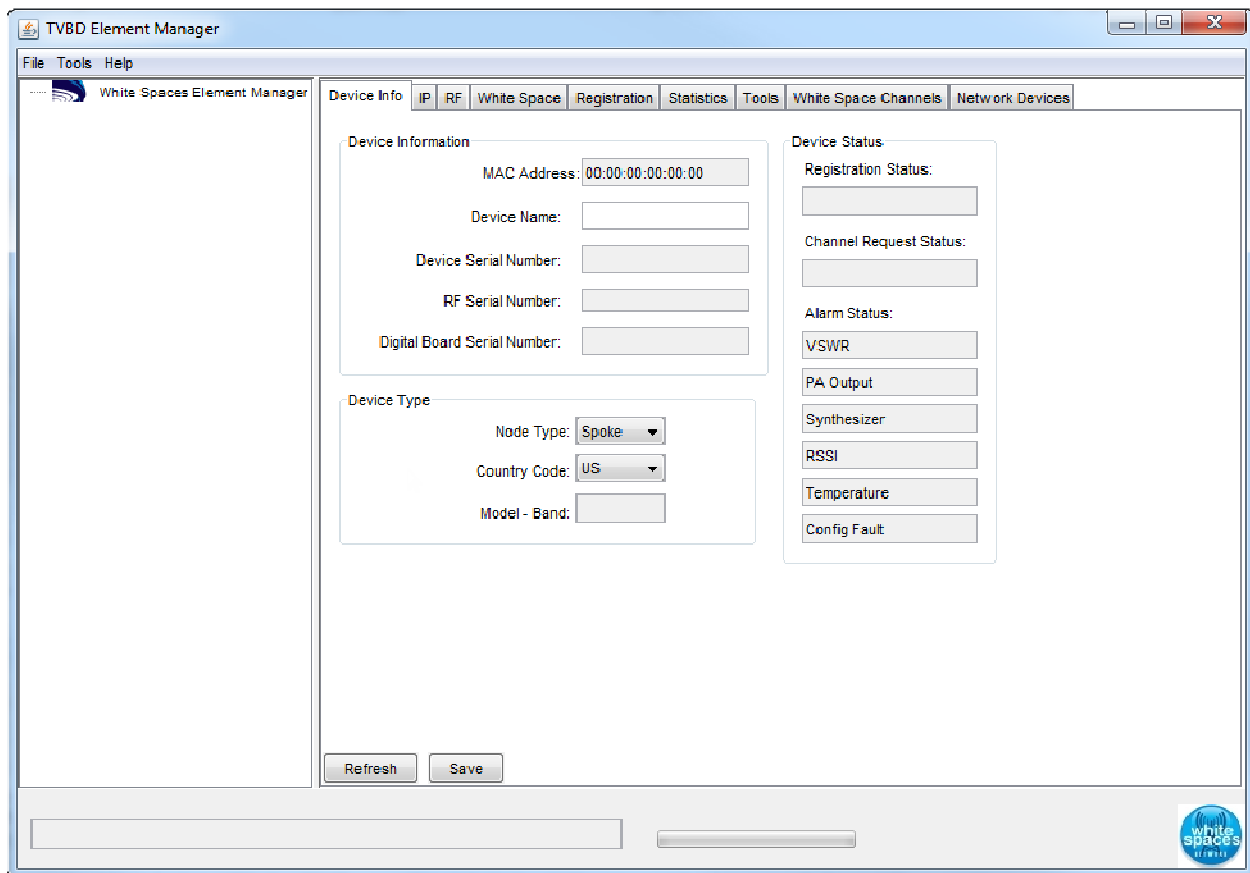 TVBD Element Manager
File Tools Help
White Spaces Element Manager
Device Info IP RF White Space Registration Statistics Tools White Space Channels Network Devices
Device Information
MAC Address: 00:00:00:00:00:00
Device Name:
Device Serial Number:
RF Serial Number:
Digital Board Serial Number:
Device Type
Node Type: Spoke
Country Code: US
Model - Band:
Device Status
Registration Status:
Channel Request Status:
Alarm Status:
VSWR
PA Output
Synthesizer
RSSI
Temperature
Config Fault
Refresh Save
white
spaces